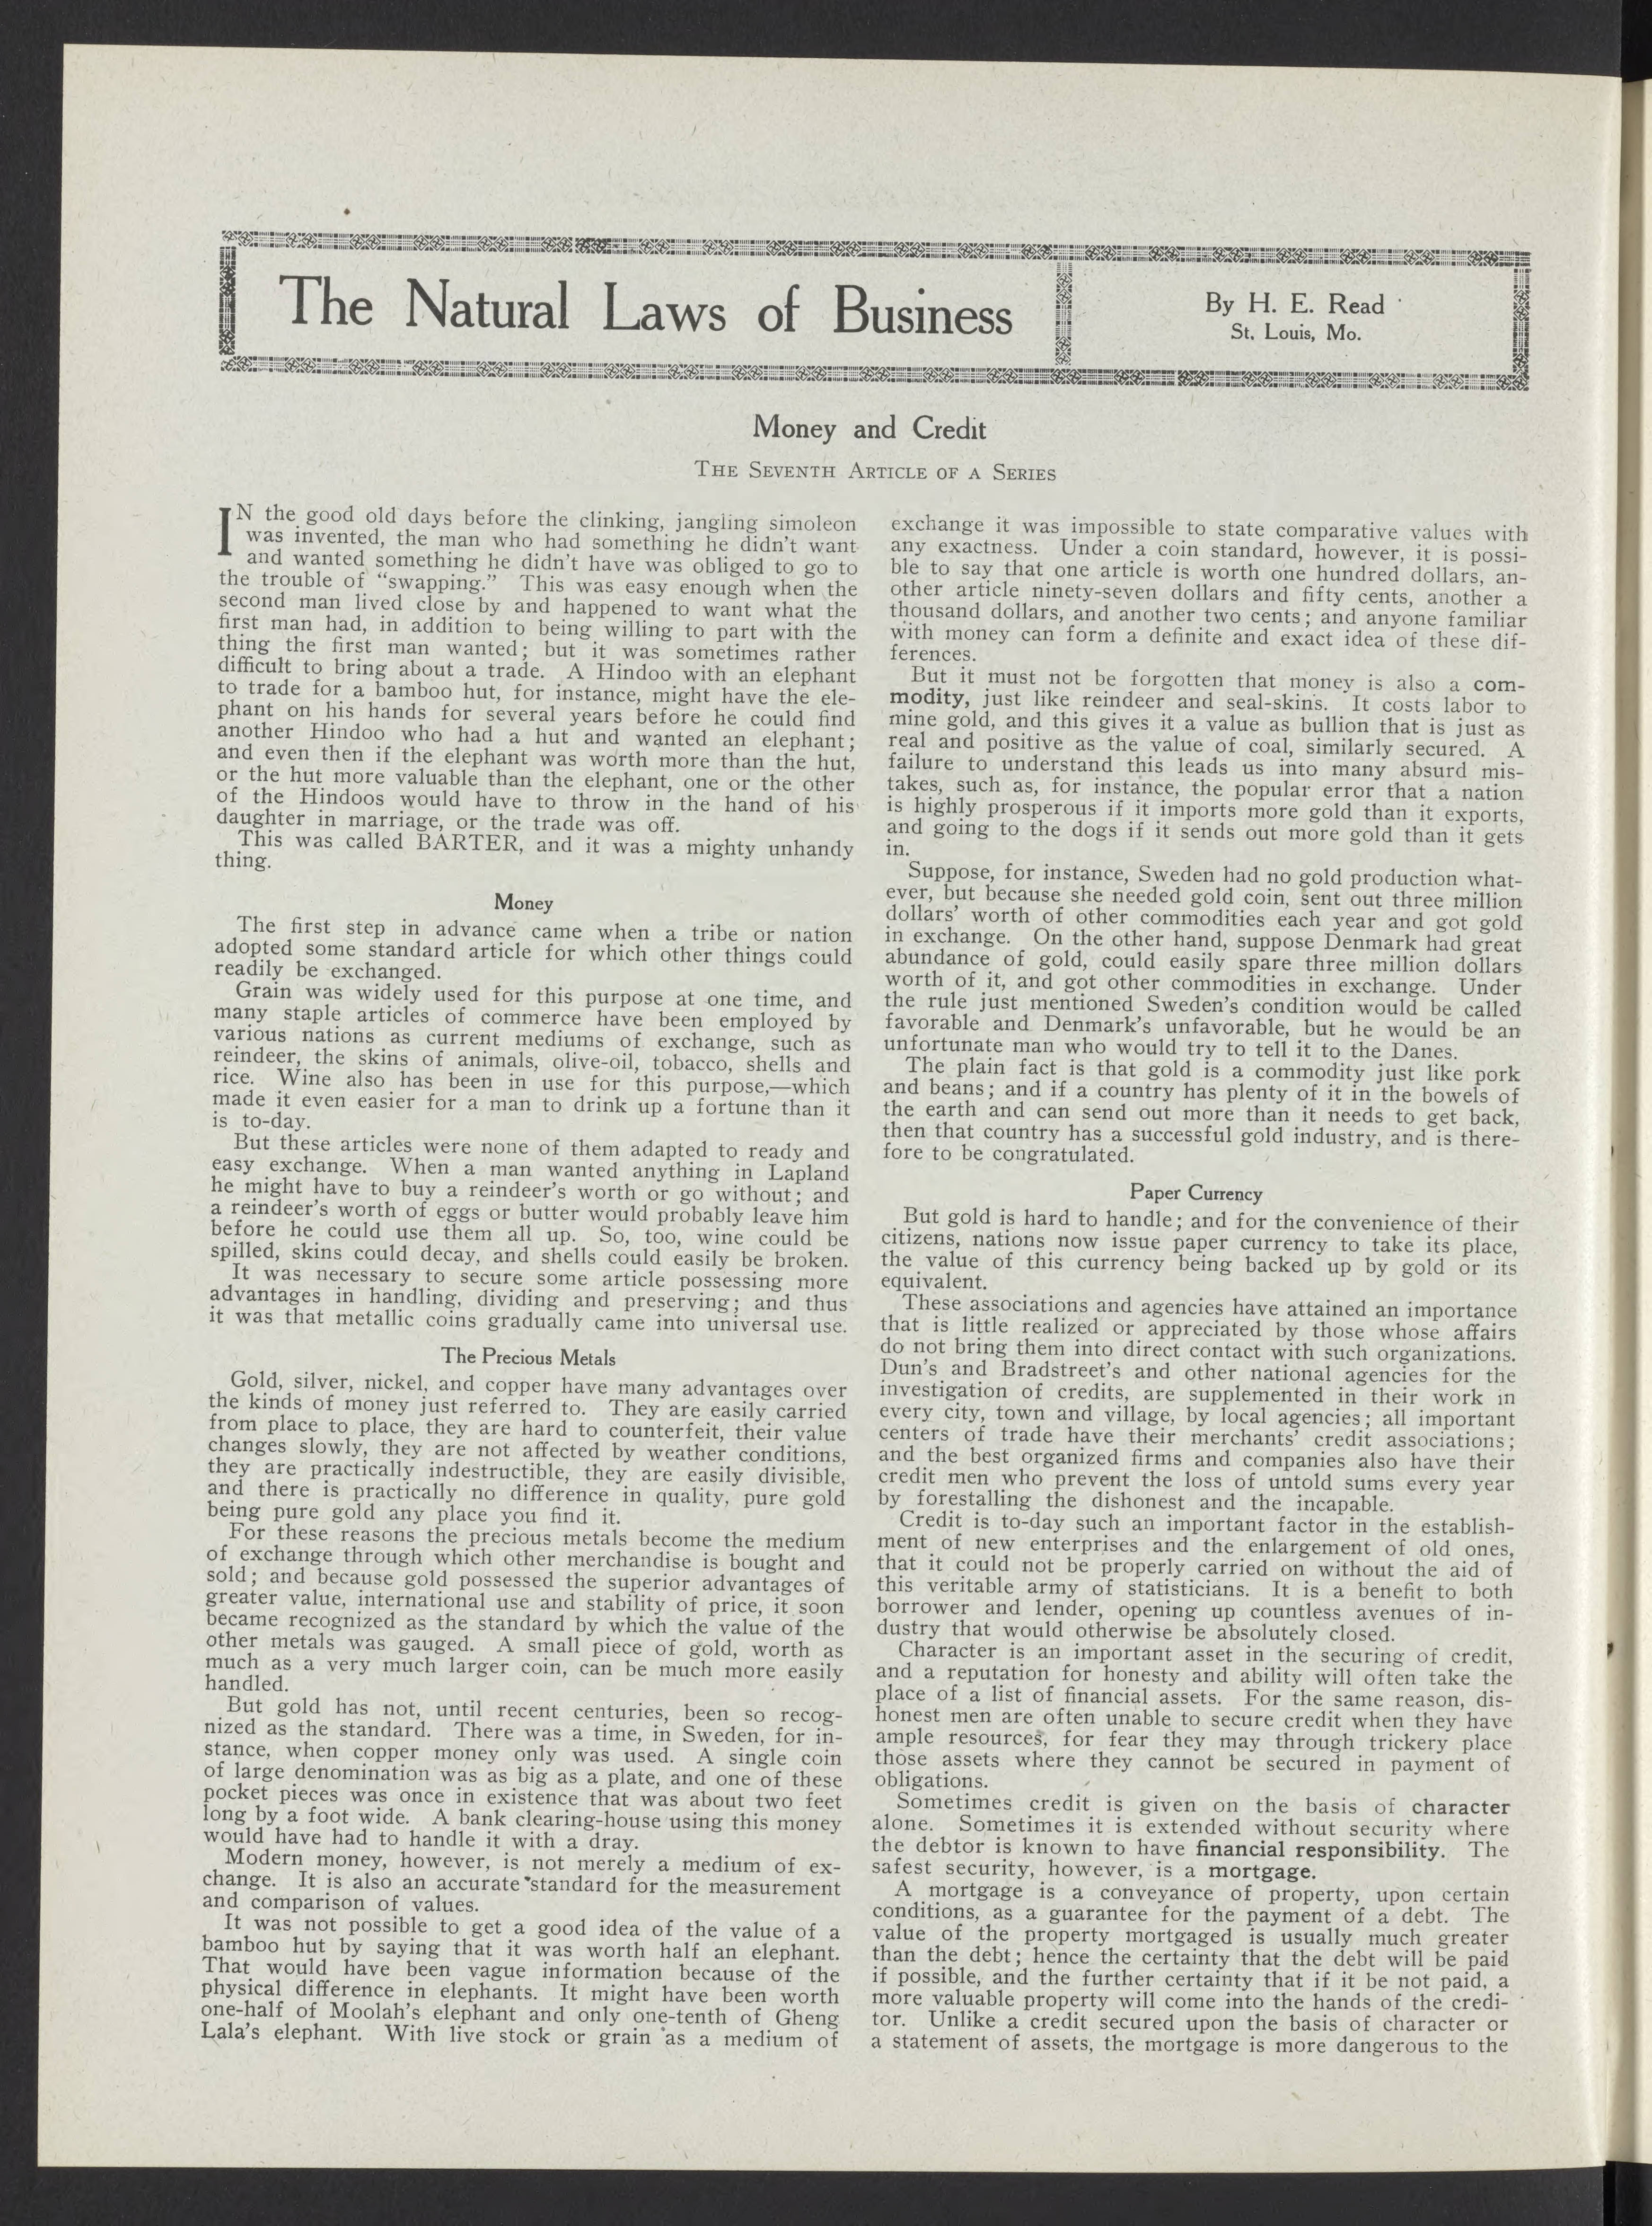 The Natural Laws of Business
By H. E. Read
St. Louis, Mo.
Money and Credit
The Seventh Article of a Series
IN the good old days before the clinking, jangling simoleon
was invented, the man who had something he didn't want
and wanted something he didn't have was obliged to go to
the trouble of "swapping." This was easy enough when the
second man lived close by and happened to want what the
first man had, in addition to being willing to part with the
thing the first man wanted; but it was sometimes rather
difficult to bring about a trade. A Hindoo with an elephant
to trade for a bamboo hut, for instance, might have the ele-
phant on his hands for several years before he could find
another Hindoo who had a hut and wanted an elephant;
and even then if the elephant was worth more than the hut,
or the hut more valuable than the elephant, one or the other
of the Hindoos would have to throw in the hand of his
daughter in marriage, or the trade was off.
This was called BARTER, and it was a mighty unhandy
thing.
Money
The first step in advance came when a tribe or nation
adopted some standard article for which other things could
readily be exchanged.
Grain was widely used for this purpose at one time, and
many staple articles of commerce have been employed by
various nations as current mediums of exchange, such as
reindeer, the skins of animals, olive-oil, tobacco, shells and
rice. Wine also has been in use for this purpose,—which
made it even easier for a man to drink up a fortune than it
is to-day.
But these articles were none of them adapted to ready and
easy exchange. When a man wanted anything in Lapland
he might have to buy a reindeer's worth or go without; and
a reindeer's worth of eggs or butter would probably leave him
before he could use them all up. So, too, wine could be
spilled, skins could decay, and shells could easily be broken.
It was necessary to secure some article possessing more
advantages in handling, dividing and preserving; and thus
it was that metallic coins gradually came into universal use.
The Precious Metals
Gold, silver, nickel, and copper have many advantages over
the kinds of money just referred to. They are easily carried
from place to place, they are hard to counterfeit, their value
changes slowly, they are not affected by weather conditions,
they are practically indestructible, they are easily divisible,
and there is practically no difference in quality, pure gold
being pure gold any place you find it.
For these reasons the precious metals become the medium
of exchange through which other merchandise is bought and
sold; and because gold possessed the superior advantages of
greater value, international use and stability of price, it soon
became recognized as the standard by which the value of the
other metals was gauged. A small piece of gold, worth as
much as a very much larger coin, can be much more easily
handled.
But gold has not, until recent centuries, been so recog-
nized as the standard. There was a time, in Sweden, for in-
stance, when copper money only was used. A single coin
of large denomination was as big as a plate, and one of these
pocket pieces was once in existence that was about two feet
long by a foot wide. A bank clearing-house using this money
would have had to handle it with a dray.
Modern money, however, is not merely a medium of ex-
change. It is also an accurate standard for the measurement
and comparison of values.
It was not possible to get a good idea of the value of a
bamboo hut by saying that it was worth half an elephant.
That would have been vague information because of the
physical difference in elephants. It might have been worth
one-half of Moolah's elephant and only one-tenth of Gheng
Lala's elephant. With live stock or grain as a medium of
exchange it was impossible to state comparative values with
any exactness. Under a coin standard, however, it is possi-
ble to say that one article is worth one hundred dollars, an-
other article ninety-seven dollars and fifty cents, another a
thousand dollars, and another two cents; and anyone familiar
with money can form a definite and exact idea of these dif-
ferences.
But it must not be forgotten that money is also a com-
modity, just like reindeer and seal-skins. It costs labor to
mine gold, and this gives it a value as bullion that is just as
real and positive as the value of coal, similarly secured. A
failure to understand this leads us into many absurd mis-
takes, such as, for instance, the popular error that a nation
is highly prosperous if it imports more gold than it exports,
and going to the dogs if it sends out more gold than it gets
in.
Suppose, for instance, Sweden had no gold production what-
ever, but because she needed gold coin, sent out three million
dollars' worth of other commodities each year and got gold
in exchange. On the other hand, suppose Denmark had great
abundance of gold, could easily spare three million dollars
worth of it, and got other commodities in exchange. Under
the rule just mentioned Sweden's condition would be called
favorable and Denmark's unfavorable, but he would be an
unfortunate man who would try to tell it to the Danes.
The plain fact is that gold is a commodity just like pork
and beans; and if a country has plenty of it in the bowels of
the earth and can send out more than it needs to get back,
then that country has a successful gold industry, and is there-
fore to be congratulated.
Paper Currency
But gold is hard to handle; and for the convenience of their
citizens, nations now issue paper currency to take its place,
the value of this currency being backed up by gold or its
equivalent.
These associations and agencies have attained an importance
that is little realized or appreciated by those whose affairs
do not bring them into direct contact with such organizations.
Dun's and Bradstreet's and other national agencies for the
investigation of credits, are supplemented in their work in
every city, town and village, by local agencies; all important
centers of trade have their merchants' credit associations;
and the best organized firms and companies also have their
credit men who prevent the loss of untold sums every year
by forestalling the dishonest and the incapable.
Credit is to-day such an important factor in the establish-
ment of new enterprises and the enlargement of old ones,
that it could not be properly carried on without the aid of
this veritable army of statisticians. It is a benefit to both
borrower and lender, opening up countless avenues of in-
dustry that would otherwise be absolutely closed.
Character is an important asset in the securing of credit,
and a reputation for honesty and ability will often take the
place of a list of financial assets. For the same reason, dis-
honest men are often unable to secure credit when they have
ample resources, for fear they may through trickery place
those assets where they cannot be secured in payment of
obligations.
Sometimes credit is given on the basis of character
alone. Sometimes it is extended without security where
the debtor is known to have financial responsibility. The
safest security, however, is a mortgage.
A mortgage is a conveyance of property, upon certain
conditions, as a guarantee for the payment of a debt. The
value of the property mortgaged is usually much greater
than the debt; hence the certainty that the debt will be paid
if possible, and the further certainty that if it be not paid, a
more valuable property will come into the hands of the credi-
tor. Unlike a credit secured upon the basis of character or
a statement of assets, the mortgage is more dangerous to the